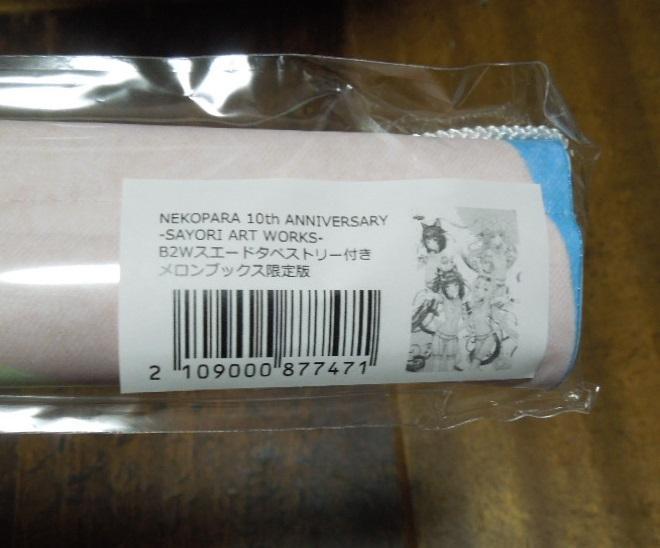 NEKOPARA 10th ANNIVERSARY
-SAYORI ART WORKS-
B2Wスエードタペストリー付き
メロンブックス限定版
2 109000 877471